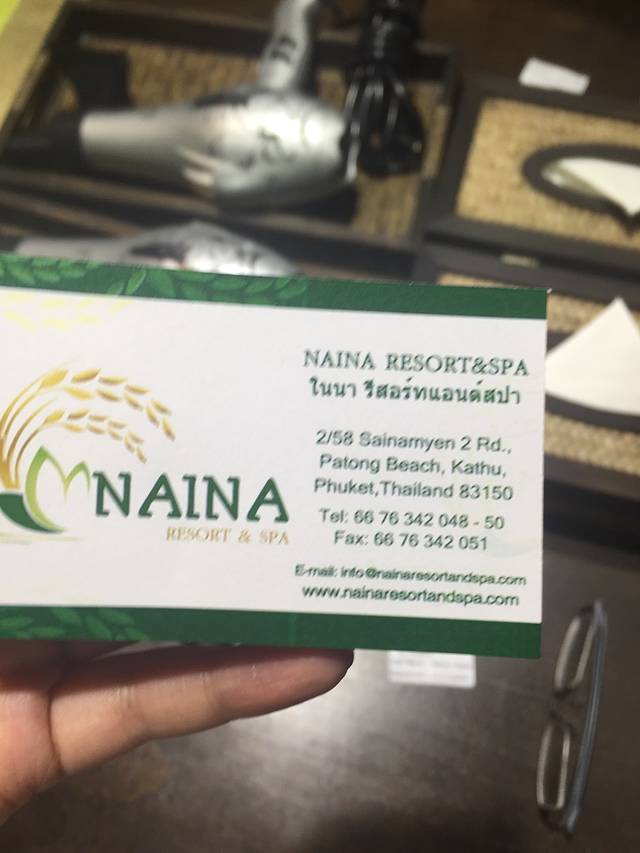 NAINA
RESORT & SPA
NAINA RESORT&SPA
ในนา รีสอร์ทแอนด์สปา
2/58 Sainamyen 2 Rd.,
Patong Beach, Kathu,
Phuket,Thailand 83150
Tel: 66 76 342 048 - 50
Fax: 66 76 342 051
E-mail: info@nainaresortandspa.com
www.nainaresortandspa.com